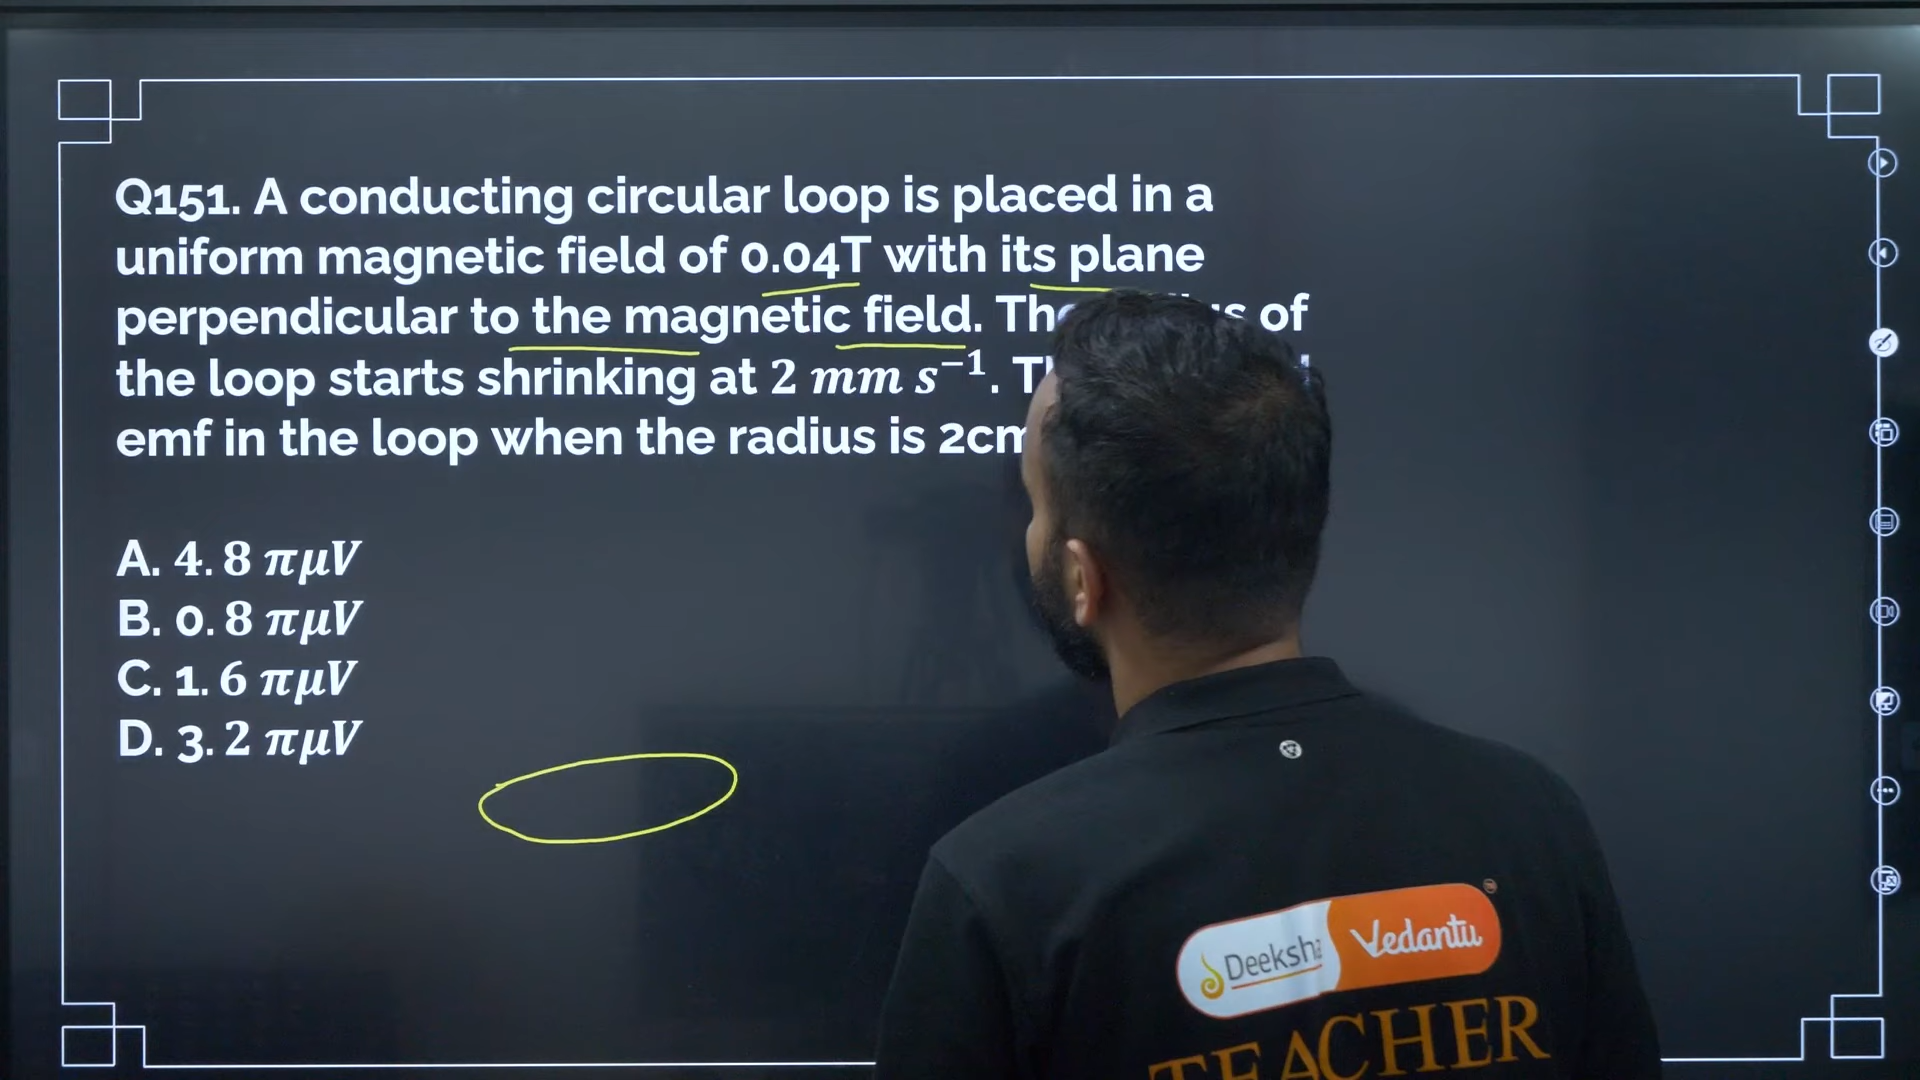 Q151. A conducting circular loop is placed in a
uniform magnetic field of 0.04T with its plane
perpendicular to the magnetic field. of
the loop starts shrinking at 2 mm s⁻¹.
emf in the loop when the radius is 2cm
A. 4.8 πμV
B. 0.8 πμV
C. 1.6 πμV
D. 3.2 πμV
Deeksha Vedantu
TEACHER